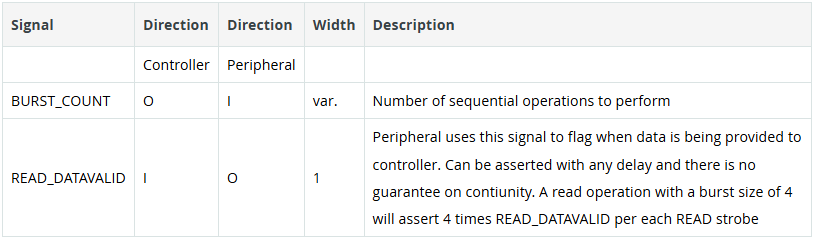 Signal Direction Direction Width Description
Controller Peripheral
BURST_COUNT O I var. Number of sequential operations to perform
READ_DATAVALID I O 1 Peripheral uses this signal to flag when data is being provided to
controller. Can be asserted with any delay and there is no
guarantee on contiunity. A read operation with a burst size of 4
will assert 4 times READ_DATAVALID per each READ strobe